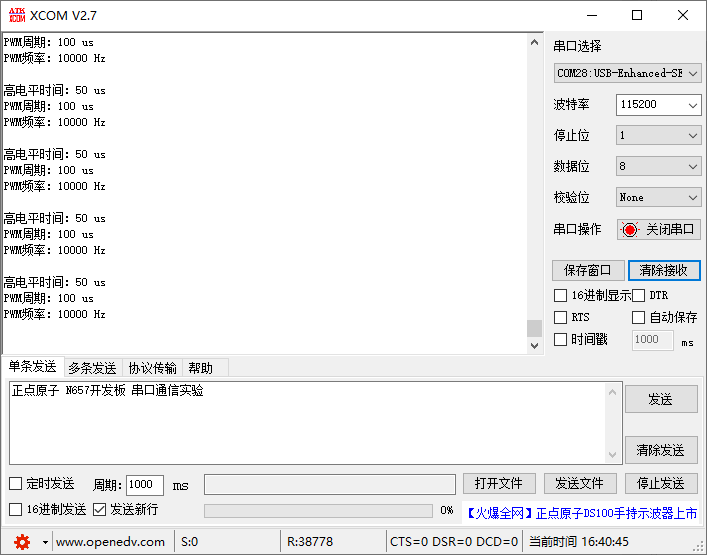 ATK
XCOM
XCOM V2.7
PWM周期: 100 us
PWM频率: 10000 Hz
高电平时间: 50 us
PWM周期: 100 us
PWM频率: 10000 Hz
高电平时间: 50 us
PWM周期: 100 us
PWM频率: 10000 Hz
高电平时间: 50 us
PWM周期: 100 us
PWM频率: 10000 Hz
高电平时间: 50 us
PWM周期: 100 us
PWM频率: 10000 Hz
串口选择
COM28:USB-Enhanced-SE
波特率 115200
停止位 1
数据位 8
校验位 None
串口操作 关闭串口
保存窗口 清除接收
16进制显示 DTR
RTS 自动保存
时间戳 1000 ms
单条发送 多条发送 协议传输 帮助
正点原子 N657开发板 串口通信实验
发送
清除发送
定时发送 周期: 1000 ms 打开文件 发送文件 停止发送
16进制发送 发送新行 0% 【火爆全网】正点原子DS100手持示波器上市
www.openedv.com S:0 R:38778 CTS=0 DSR=0 DCD=0 当前时间 16:40:45